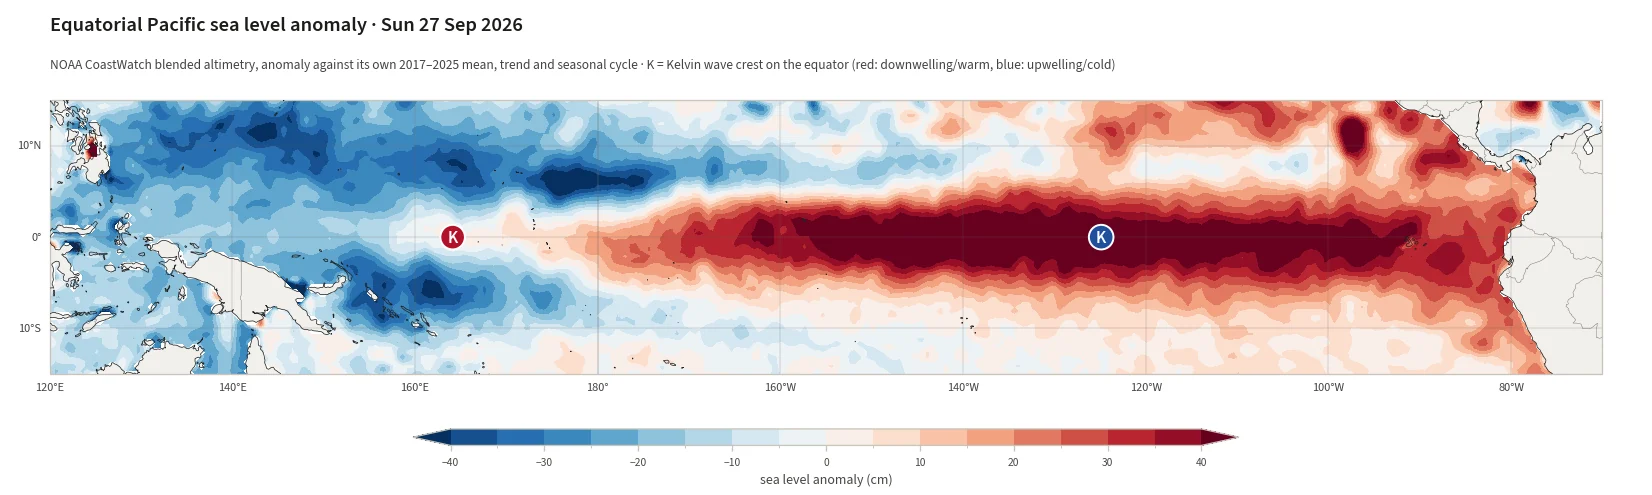 Equatorial Pacific sea level anomaly · Sun 27 Sep 2026
NOAA CoastWatch blended altimetry, anomaly against its own 2017–2025 mean, trend and seasonal cycle · K = Kelvin wave crest on the equator (red: downwelling/warm, blue: upwelling/cold)
10°N
0°
K K
10°S
120°E 140°E 160°E 180° 160°W 140°W 120°W 100°W 80°W
−40 −30 −20 −10 0 10 20 30 40
sea level anomaly (cm)